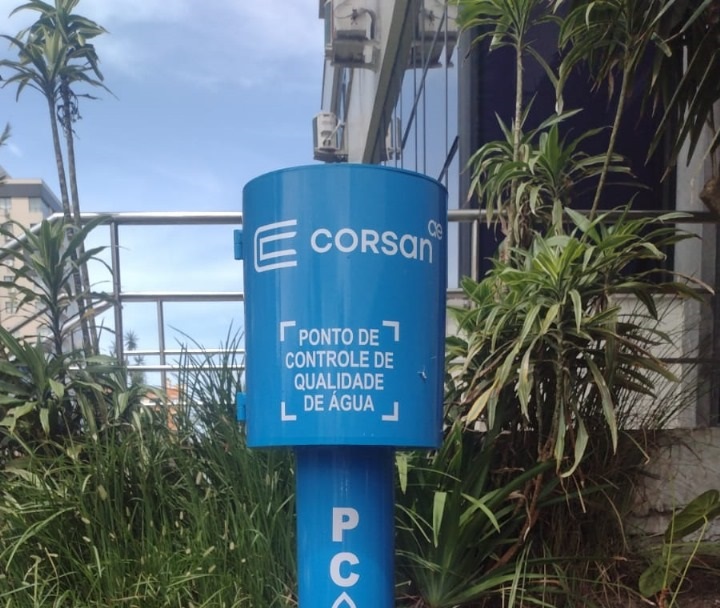 CORSAN ae
PONTO DE
CONTROLE DE
QUALIDADE
DE ÁGUA
P
C